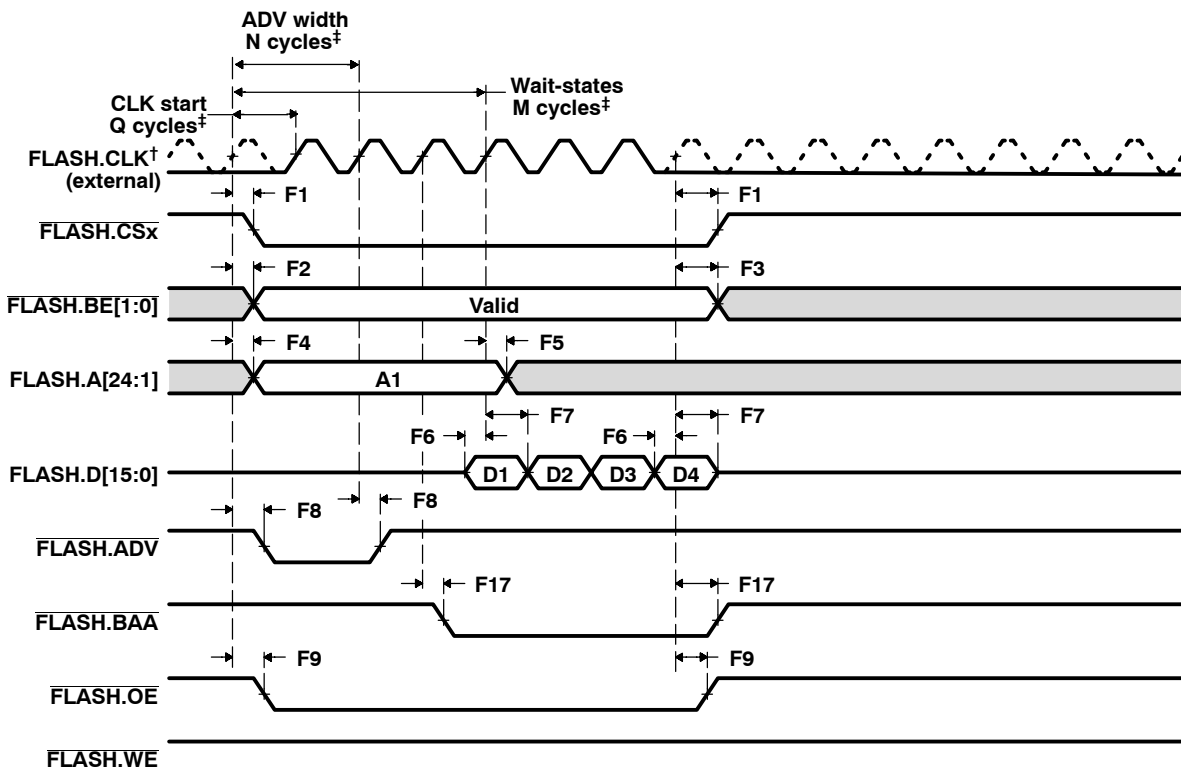 ADV width
N cycles‡
Wait-states
M cycles‡
CLK start
Q cycles‡
FLASH.CLK†
(external)
F1
F1
FLASH.CSx
F2
F3
FLASH.BE[1:0]
Valid
F4
F5
FLASH.A[24:1]
A1
F7
F7
F6
F6
FLASH.D[15:0]
D1
D2
D3
D4
F8
F8
FLASH.ADV
F17
F17
FLASH.BAA
F9
F9
FLASH.OE
FLASH.WE